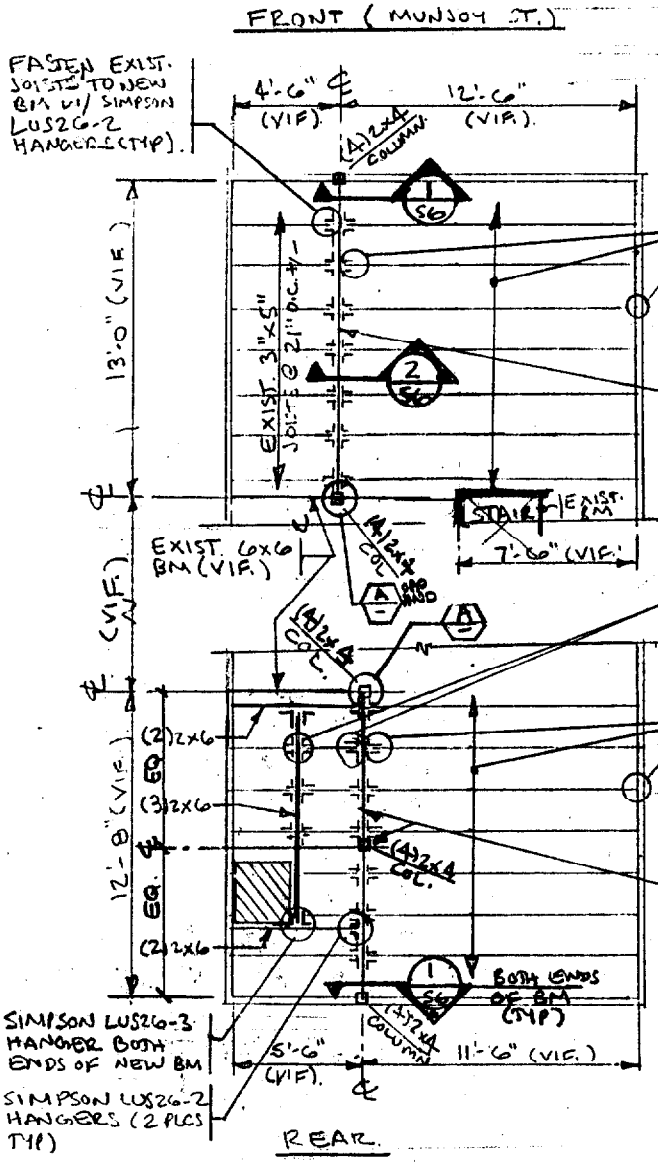 FRONT (MUNJOY ST.)
FASTEN EXIST.
JOISTS TO NEW
BM W/ SIMPSON
LUS26-2
HANGERS (TYP).
4'-6"
(VIF).
℄
12'-6"
(VIF.)
(4) 2x4
COLUMN.
1
S6
13'-0" (VIF.)
EXIST. 3"x5"
JOISTS @ 21" O.C. +/-
2
S6
℄
℄
STAIR
EXIST.
BM
7'-6" (VIF.)
EXIST. 6x6
BM (VIF.)
(4) 2x4
COL
A
AND
(VIF.)
(4) 2x4
COL.
A
℄
(2) 2x6
EQ
(3) 2x6
12'-8" (VIF.)
℄
(4) 2x4
COL.
EQ.
(2) 2x6
1
S6
BOTH ENDS
OF BM
(TYP)
(4) 2x4
COLUMN
SIMPSON LUS26-3
HANGER BOTH
ENDS OF NEW BM
5'-6"
(VIF).
11'-6" (VIF.)
℄
SIMPSON LUS26-2
HANGERS (2 PLCS
TYP)
REAR.